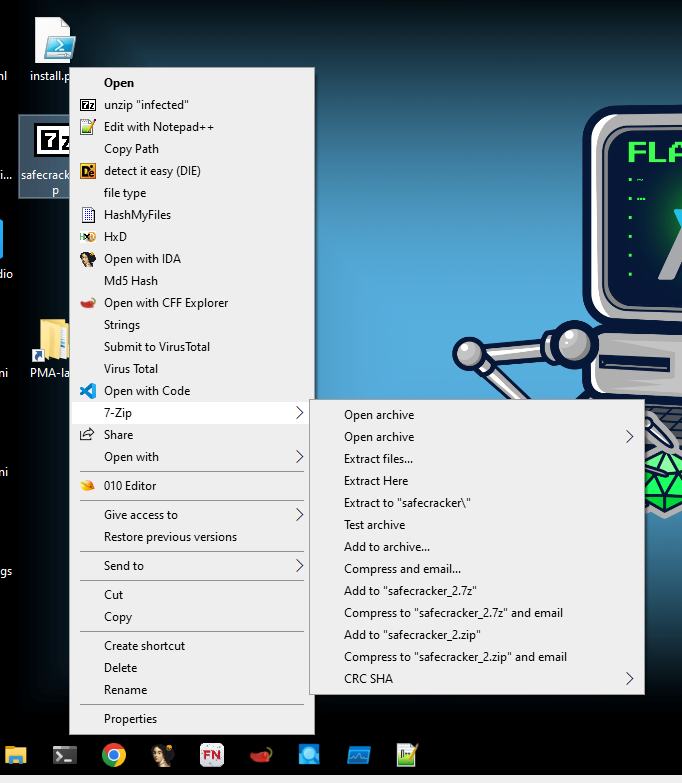 install.p
7z
safecrack
p
PMA-la
Open
7z
unzip "infected"
Edit with Notepad++
Copy Path
detect it easy (DIE)
file type
HashMyFiles
HxD
HxD
Open with IDA
Md5 Hash
Open with CFF Explorer
Strings
Submit to VirusTotal
Virus Total
Open with Code
7-Zip
Share
Open with
010 Editor
Give access to
Restore previous versions
Send to
Cut
Copy
Create shortcut
Delete
Rename
Properties
Open archive
Open archive
Extract files...
Extract Here
Extract to "safecracker\"
Test archive
Add to archive...
Compress and email...
Add to "safecracker_2.7z"
Compress to "safecracker_2.7z" and email
Add to "safecracker_2.zip"
Compress to "safecracker_2.zip" and email
CRC SHA
FLA
nl
i...
dio
ni
ni
gs
FN